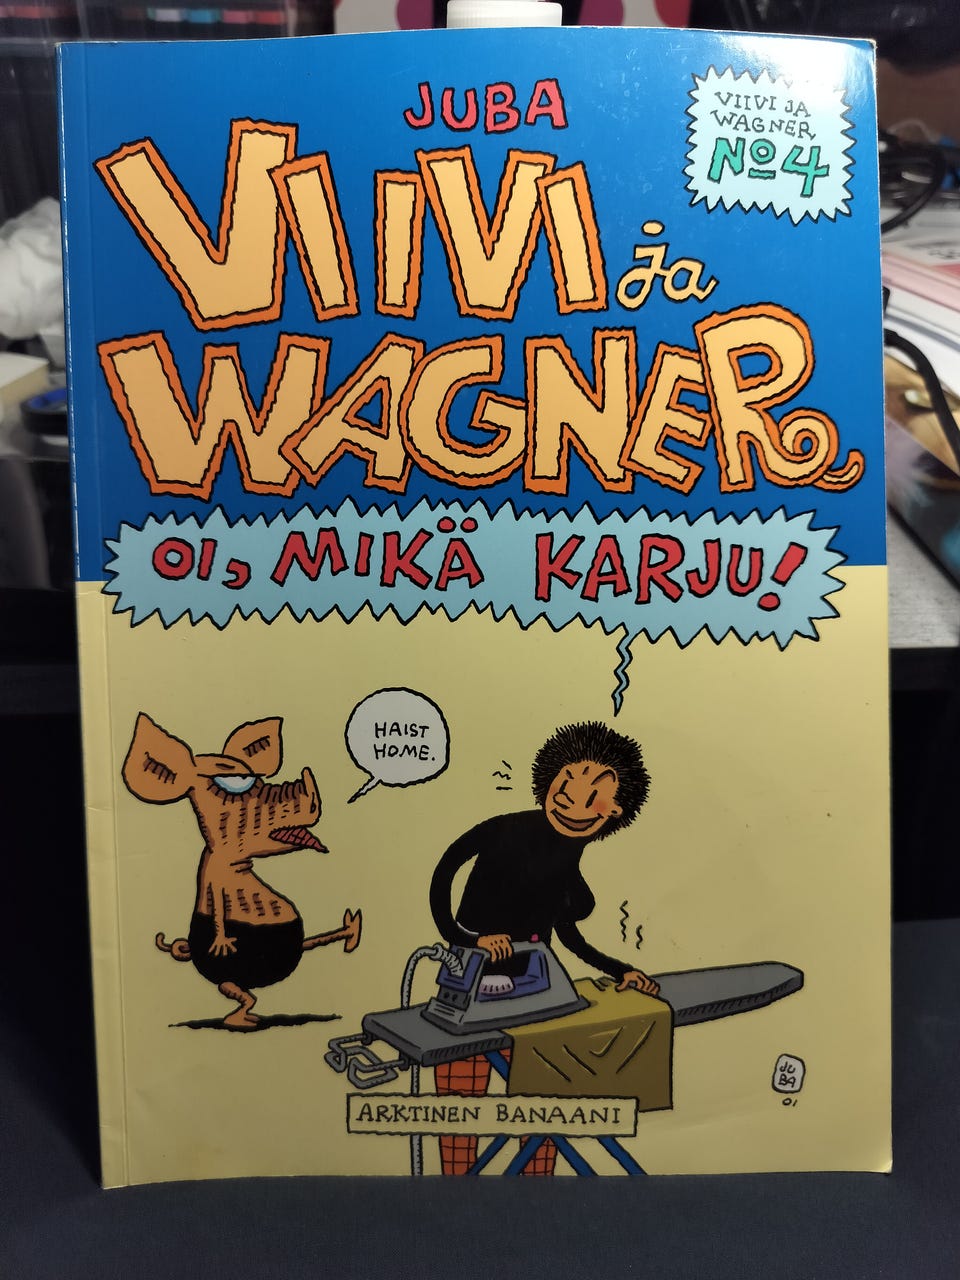 JUBA
VIIVI JA
WAGNER
Nº4
VIIVI ja
WAGNER
OI, MIKÄ KARJU!
HAIST
HOME.
JU
BA
01
ARKTINEN BANAANI